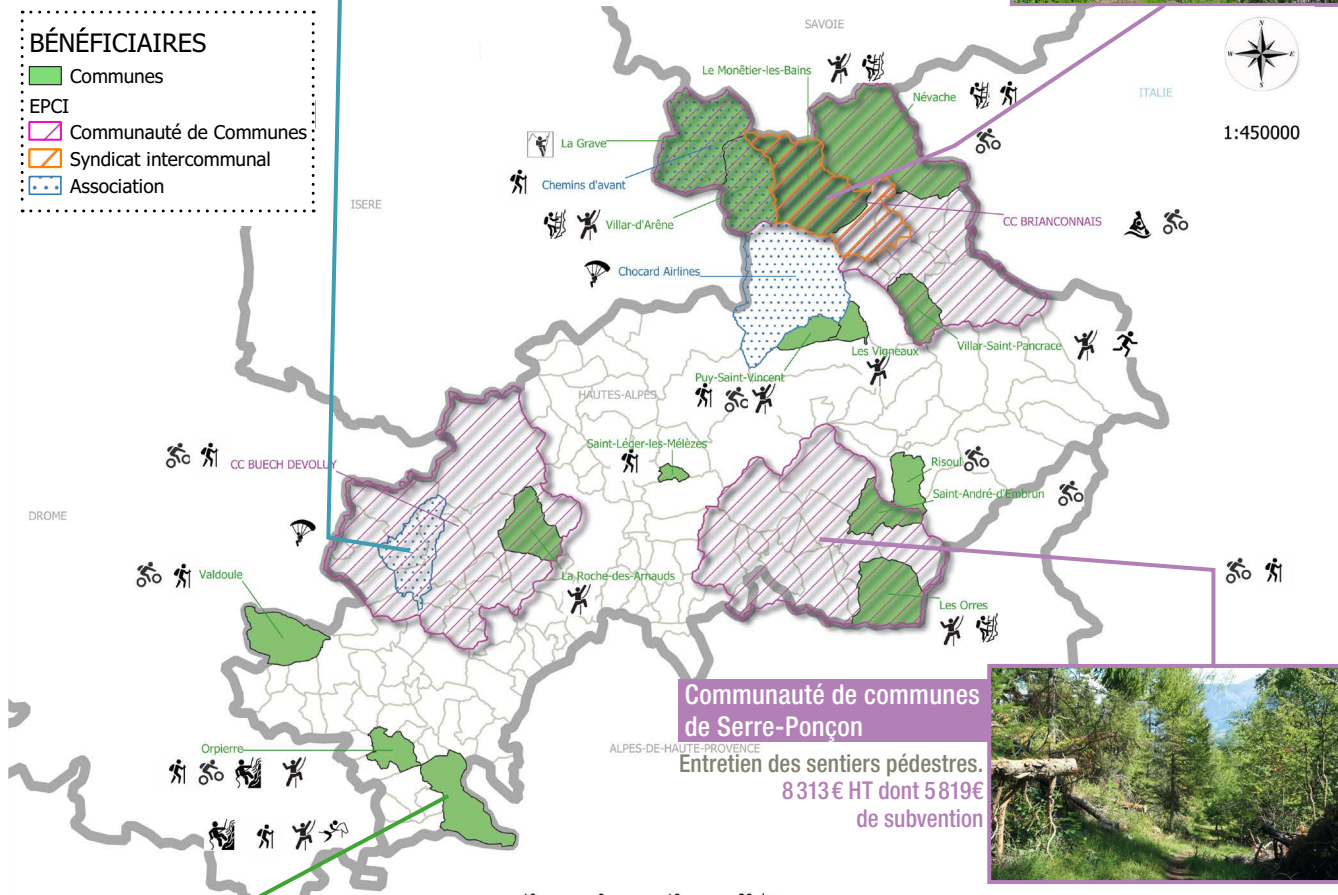 BÉNÉFICIAIRES
Communes
EPCI
Communauté de Communes
Syndicat intercommunal
Association
SAVOIE
Le Monêtier-les-Bains
Névache
N
W
E
S
ITALIE
1:450000
La Grave
Chemins d'avant
ISERE
Villar-d'Arêne
CC BRIANCONNAIS
Chocard Airlines
Les Vigneaux
Villar-Saint-Pancrace
Puy-Saint-Vincent
HAUTES-ALPES
Saint-Léger-les-Mélèzes
CC BUECH DEVOLUY
Risoul
Saint-André-d'Embrun
DROME
Valdoule
La Roche-des-Arnauds
Les Orres
Communauté de communes
de Serre-Ponçon
Orpierre
ALPES-DE-HAUTE-PROVENCE
Entretien des sentiers pédestres.
8 313 € HT dont 5 819€
de subvention